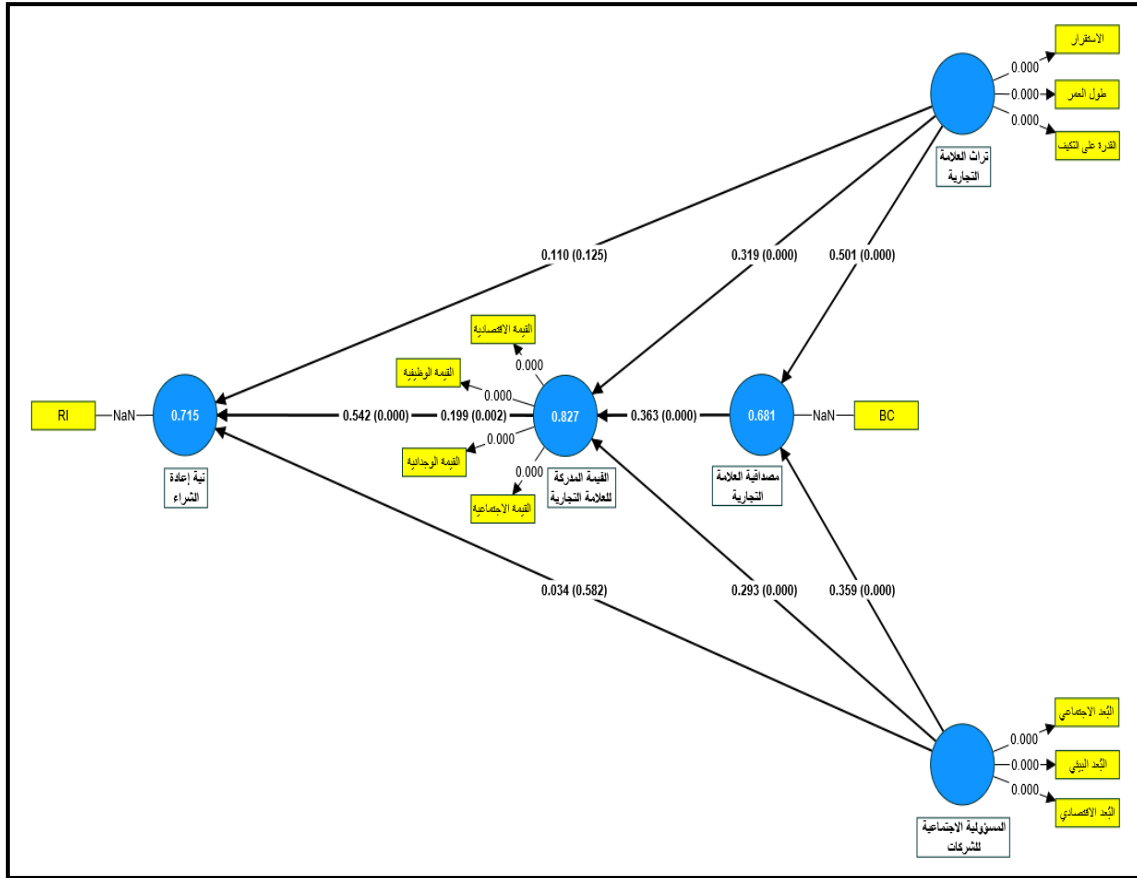 الاستقرار
0.000
طول العمر
0.000
القدرة على التكيف
0.000
تراث العلامة
التجارية
0.110 (0.125)
0.319 (0.000)
0.501 (0.000)
القيمة الاقتصادية
0.000
القيمة الوظيفية
0.000
BC
NaN
0.681
0.363 (0.000)
0.827
0.199 (0.002)
0.542 (0.000)
0.715
NaN
RI
0.000
القيمة الوجدانية
0.000
القيمة الاجتماعية
مصداقية العلامة
التجارية
القيمة المدركة
للعلامة التجارية
نية إعادة
الشراء
0.034 (0.582)
0.293 (0.000)
0.359 (0.000)
البُعد الاجتماعي
0.000
البُعد البيئي
0.000
البُعد الاقتصادي
0.000
المسؤولية الاجتماعية
للشركات